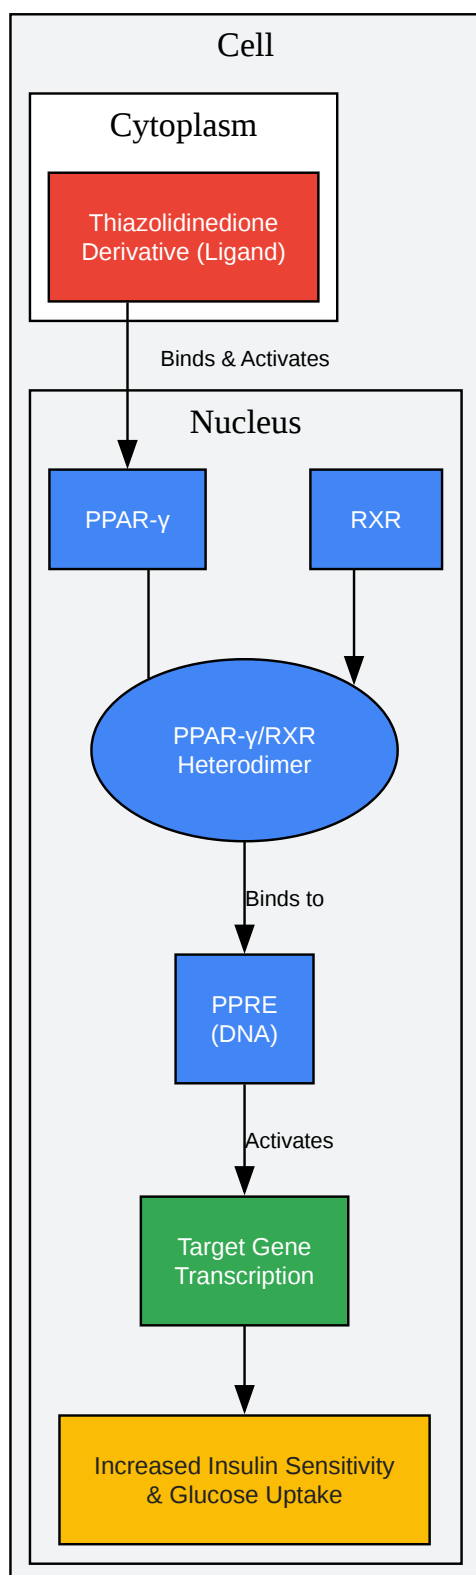 Cell
Cytoplasm
Thiazolidinedione
Derivative (Ligand)
Binds & Activates
Nucleus
PPAR-γ
RXR
PPAR-γ/RXR
Heterodimer
Binds to
PPRE
(DNA)
Activates
Target Gene
Transcription
Increased Insulin Sensitivity
& Glucose Uptake